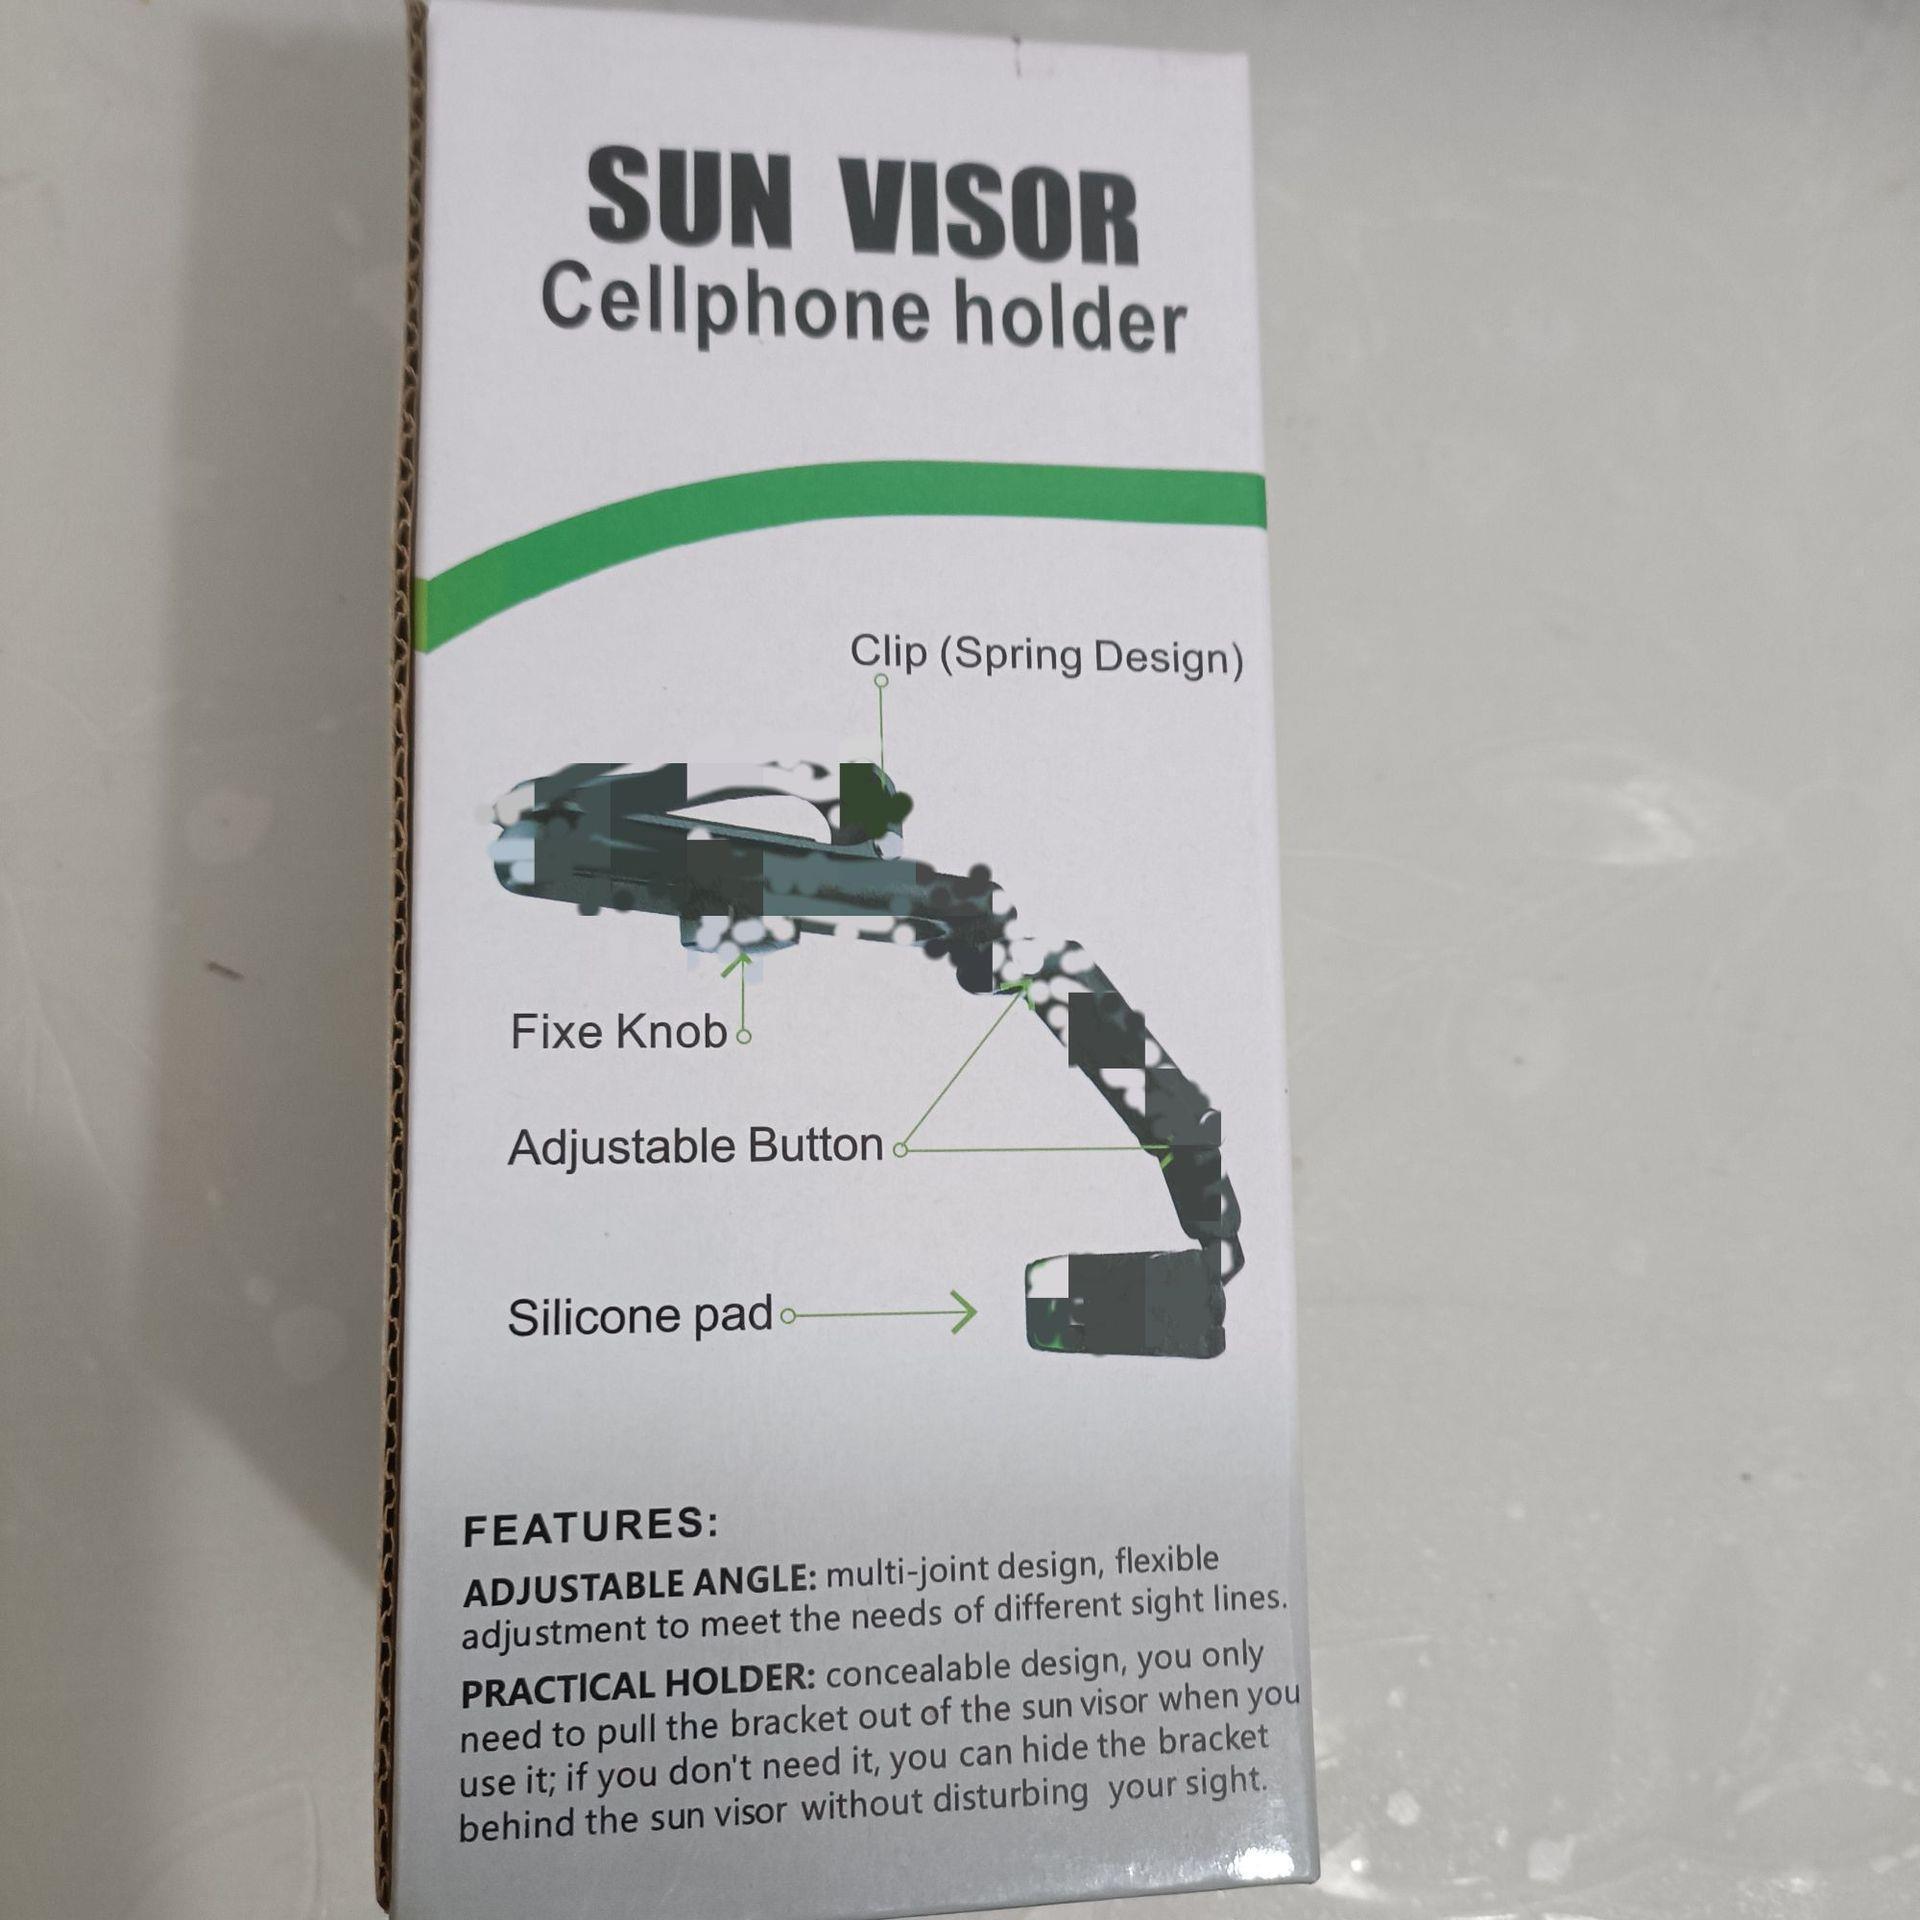 SUN VISOR
Cellphone holder
Clip (Spring Design)
Fixe Knob
Adjustable Button
Silicone pad
FEATURES:
ADJUSTABLE ANGLE: multi-joint design, flexible
adjustment to meet the needs of different sight lines.
PRACTICAL HOLDER: concealable design, you only
need to pull the bracket out of the sun visor when you
use it; if you don't need it, you can hide the bracket
behind the sun visor without disturbing your sight.